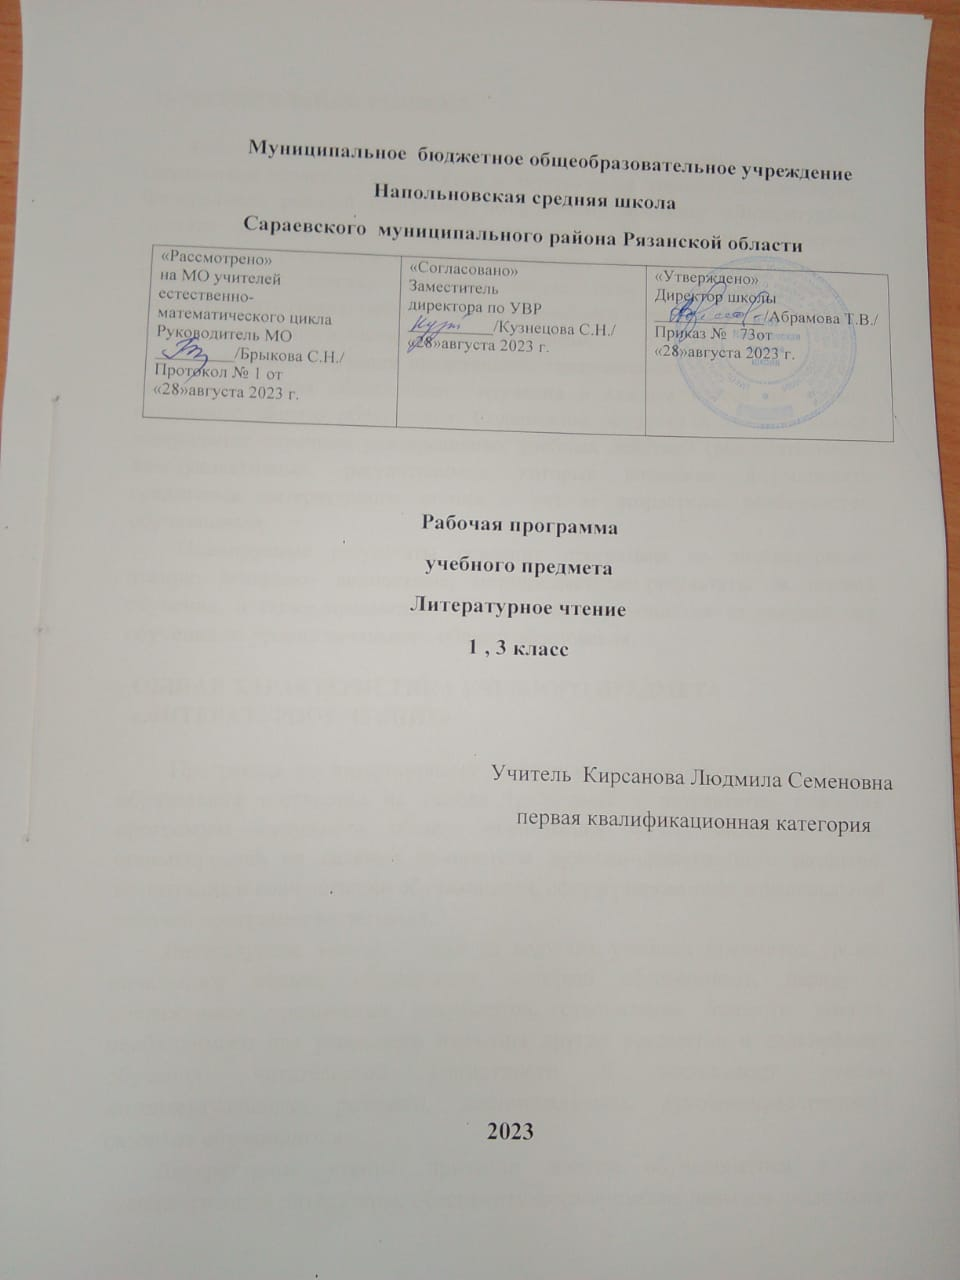 Муниципальное бюджетное общеобразовательное учреждение
Напольновская средняя школа
Сараевского муниципального района Рязанской области
«Рассмотрено»
на МО учителей
естественно-
математического цикла
Руководитель МО
_________/Брыкова С.Н./
Протокол № 1 от
«28»августа 2023 г.
«Согласовано»
Заместитель
директора по УВР
_________/Кузнецова С.Н./
«28»августа 2023 г.
«Утверждено»
Директор школы
____________/Абрамова Т.В./
Приказ № 73от
«28»августа 2023 г.
Рабочая программа
учебного предмета
Литературное чтение
1 , 3 класс
Учитель Кирсанова Людмила Семеновна
первая квалификационная категория
2023